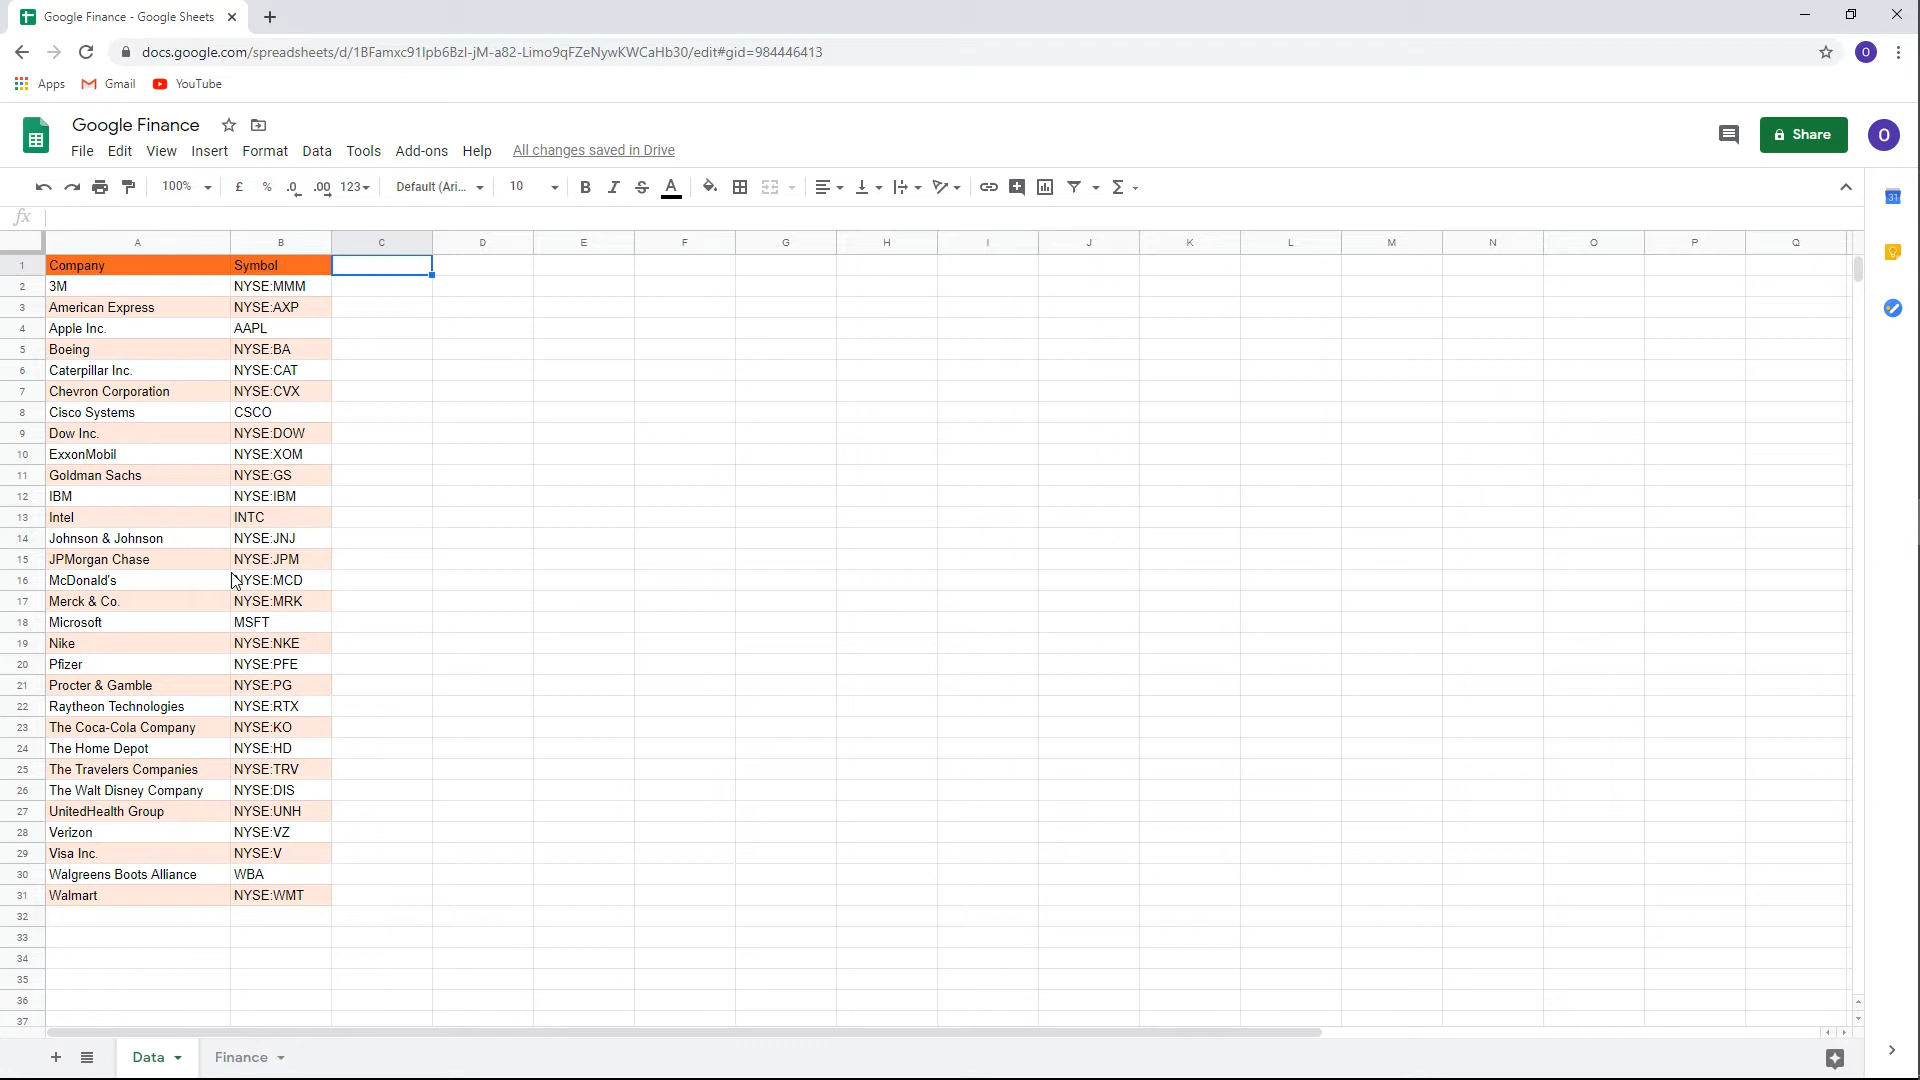 Google Finance - Google Sheets
docs.google.com/spreadsheets/d/1BFamxc91lpb6BzI-jM-a82-Limo9qFZeNywKWCaHb30/edit#gid=984446413
O
Apps Gmail YouTube
Google Finance
File Edit View Insert Format Data Tools Add-ons Help All changes saved in Drive
Share
O
100% £ % .0 .00 123 Default (Ari... 10 B I S A Σ
31
fx
A B C D E F G H I J K L M N O P Q
1 Company Symbol
2 3M NYSE:MMM
3 American Express NYSE:AXP
4 Apple Inc. AAPL
5 Boeing NYSE:BA
6 Caterpillar Inc. NYSE:CAT
7 Chevron Corporation NYSE:CVX
8 Cisco Systems CSCO
9 Dow Inc. NYSE:DOW
10 ExxonMobil NYSE:XOM
11 Goldman Sachs NYSE:GS
12 IBM NYSE:IBM
13 Intel INTC
14 Johnson & Johnson NYSE:JNJ
15 JPMorgan Chase NYSE:JPM
16 McDonald's NYSE:MCD
17 Merck & Co. NYSE:MRK
18 Microsoft MSFT
19 Nike NYSE:NKE
20 Pfizer NYSE:PFE
21 Procter & Gamble NYSE:PG
22 Raytheon Technologies NYSE:RTX
23 The Coca-Cola Company NYSE:KO
24 The Home Depot NYSE:HD
25 The Travelers Companies NYSE:TRV
26 The Walt Disney Company NYSE:DIS
27 UnitedHealth Group NYSE:UNH
28 Verizon NYSE:VZ
29 Visa Inc. NYSE:V
30 Walgreens Boots Alliance WBA
31 Walmart NYSE:WMT
32
33
34
35
36
37
Data Finance